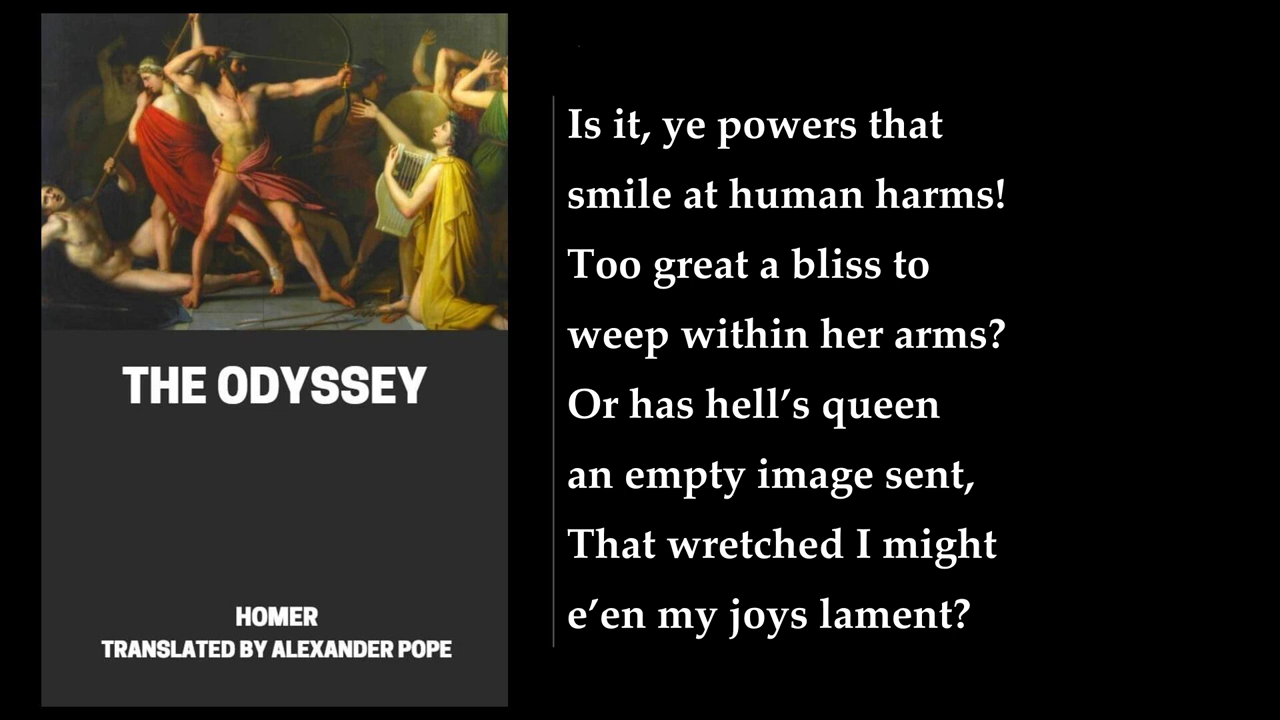 THE ODYSSEY
HOMER
TRANSLATED BY ALEXANDER POPE
Is it, ye powers that
smile at human harms!
Too great a bliss to
weep within her arms?
Or has hell’s queen
an empty image sent,
That wretched I might
e’en my joys lament?